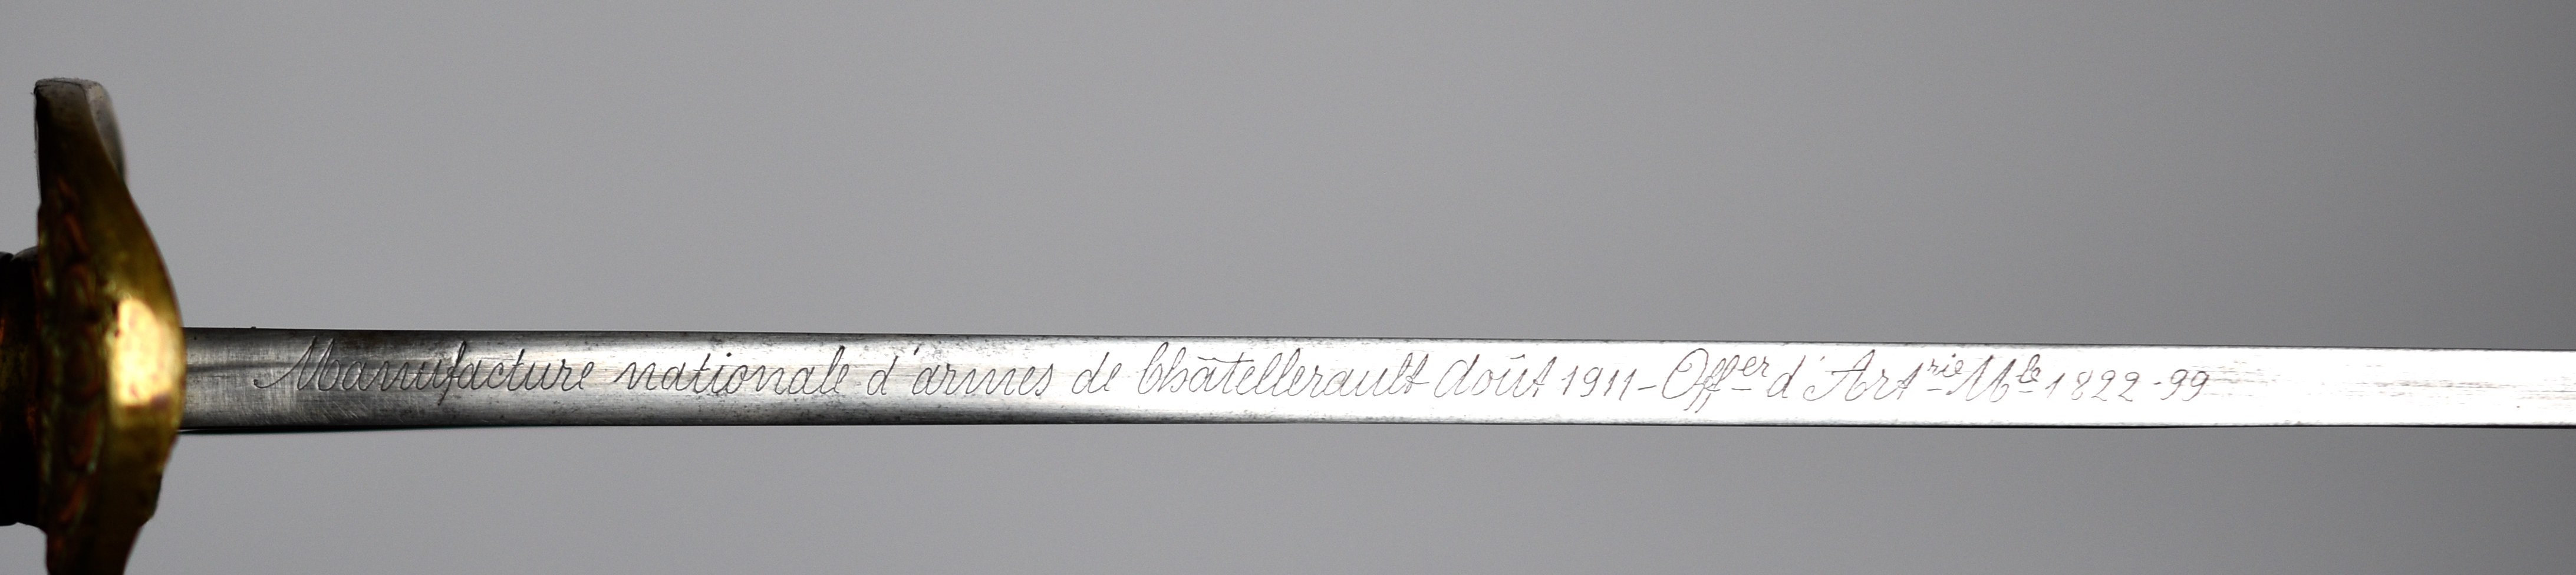 Manufacture nationale d'armes de Châtellerault Août 1911 - Offer d'Artrie Mle 1822-99